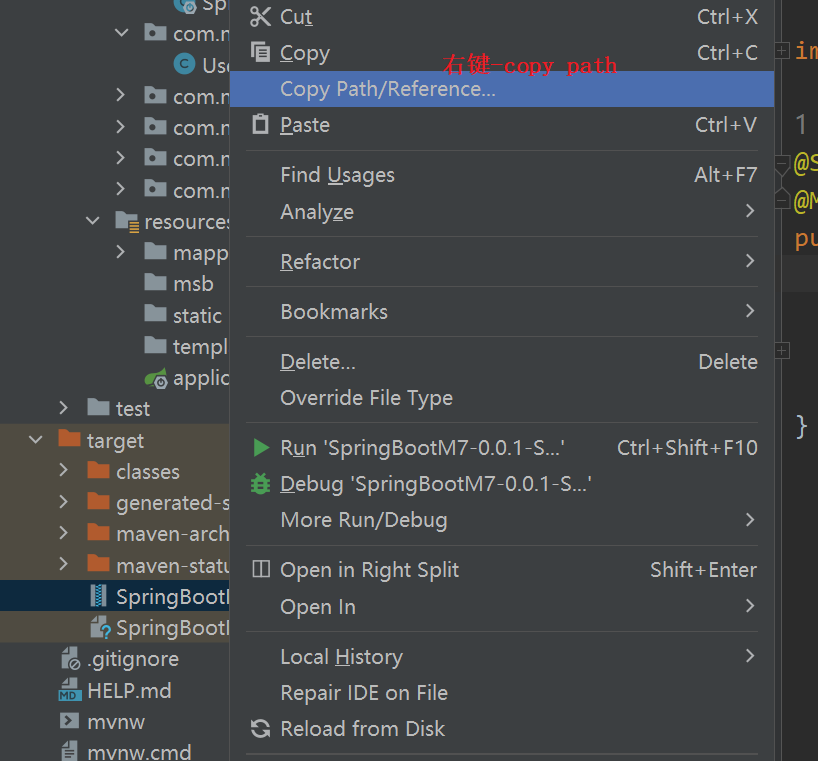 Sp
com.m
Use
com.m
com.m
com.m
com.m
resources
mapp
msb
static
templ
applic
test
target
classes
generated-s
maven-arch
maven-statu
SpringBoot
SpringBoot
.gitignore
HELP.md
mvnw
mvnw.cmd
Cut Ctrl+X
Copy Ctrl+C
右键-copy path
Copy Path/Reference...
Paste Ctrl+V
Find Usages Alt+F7
Analyze
Refactor
Bookmarks
Delete... Delete
Override File Type
Run 'SpringBootM7-0.0.1-S...' Ctrl+Shift+F10
Debug 'SpringBootM7-0.0.1-S...'
More Run/Debug
Open in Right Split Shift+Enter
Open In
Local History
Repair IDE on File
Reload from Disk
im
1
@S
@M
pu
}